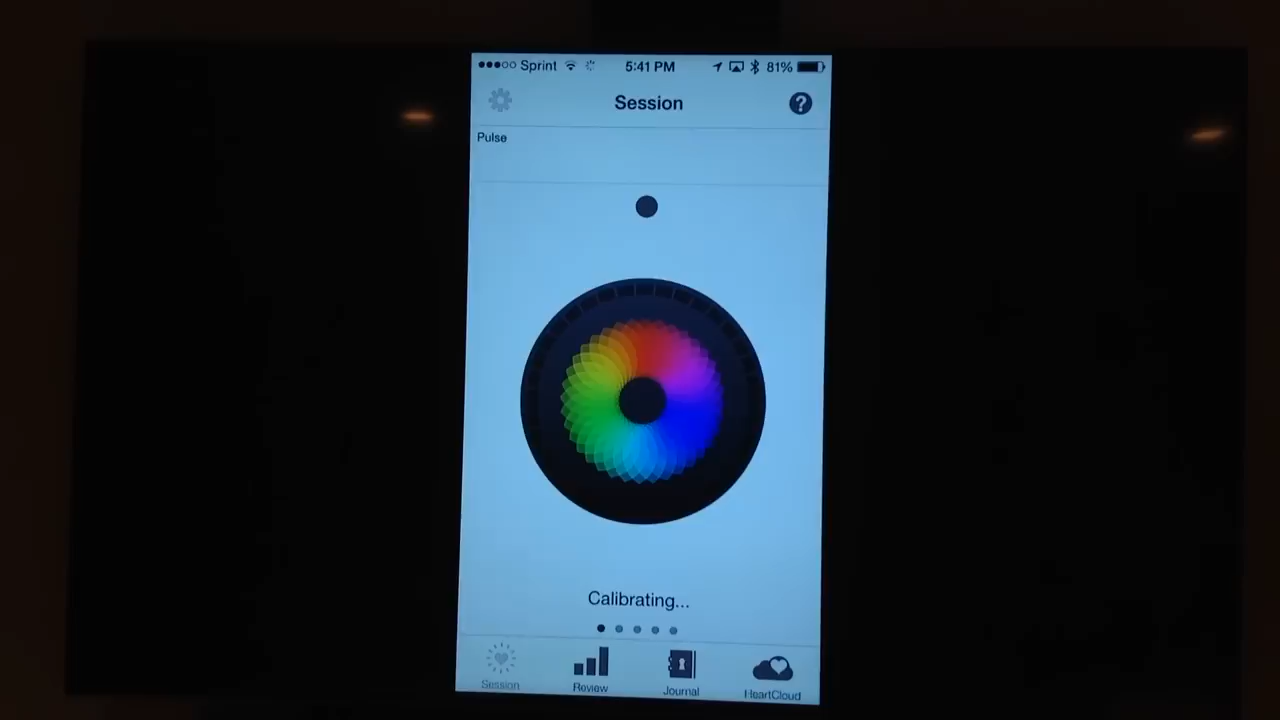 Sprint 5:41 PM 81%
Session ?
Pulse
Calibrating...
Session Review Journal HeartCloud